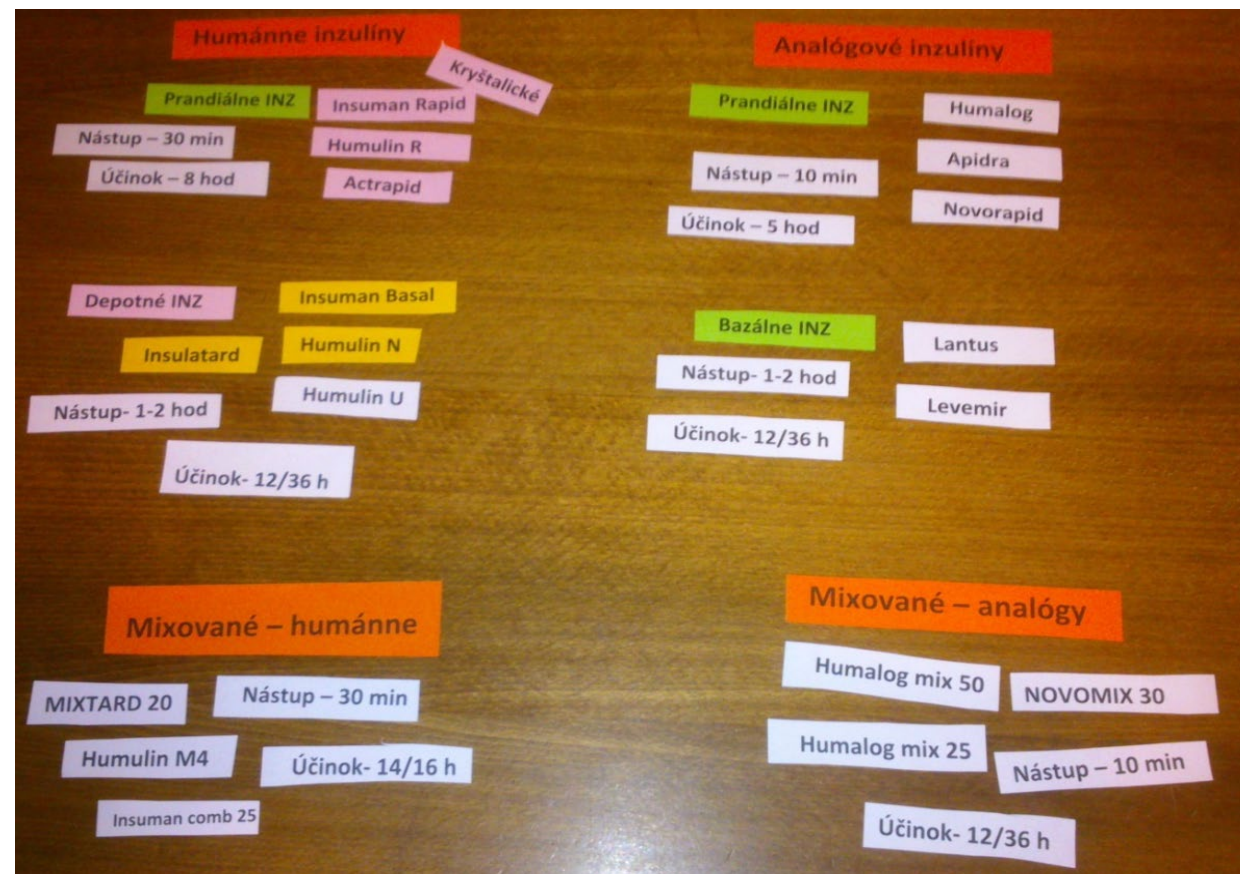 Humánne inzulíny
Kryštalické
Prandiálne INZ
Insuman Rapid
Nástup – 30 min
Humulin R
Účinok – 8 hod
Actrapid
Depotné INZ
Insuman Basal
Insulatard
Humulin N
Nástup- 1-2 hod
Humulin U
Účinok- 12/36 h
Analógové inzulíny
Prandiálne INZ
Humalog
Nástup – 10 min
Apidra
Účinok – 5 hod
Novorapid
Bazálne INZ
Lantus
Nástup- 1-2 hod
Levemir
Účinok- 12/36 h
Mixované – humánne
MIXTARD 20
Nástup – 30 min
Humulin M4
Účinok- 14/16 h
Insuman comb 25
Mixované – analógy
Humalog mix 50
NOVOMIX 30
Humalog mix 25
Nástup – 10 min
Účinok- 12/36 h